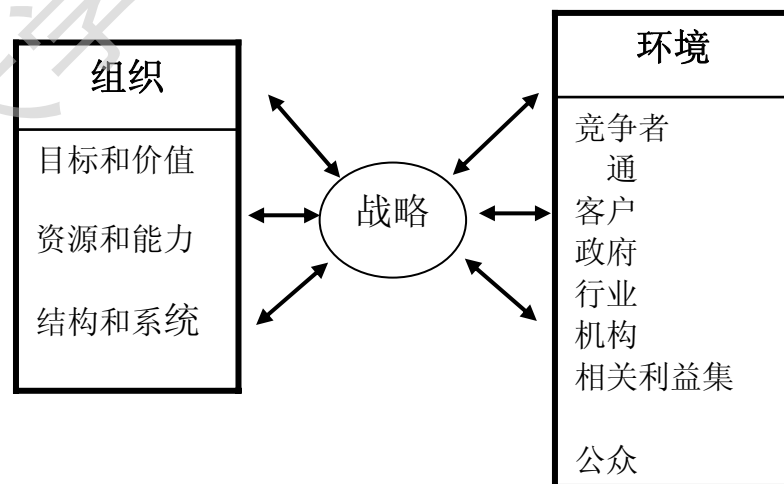 组织
目标和价值
资源和能力
结构和系统
战略
环境
竞争者
通
客户
政府
行业
机构
相关利益集
公众